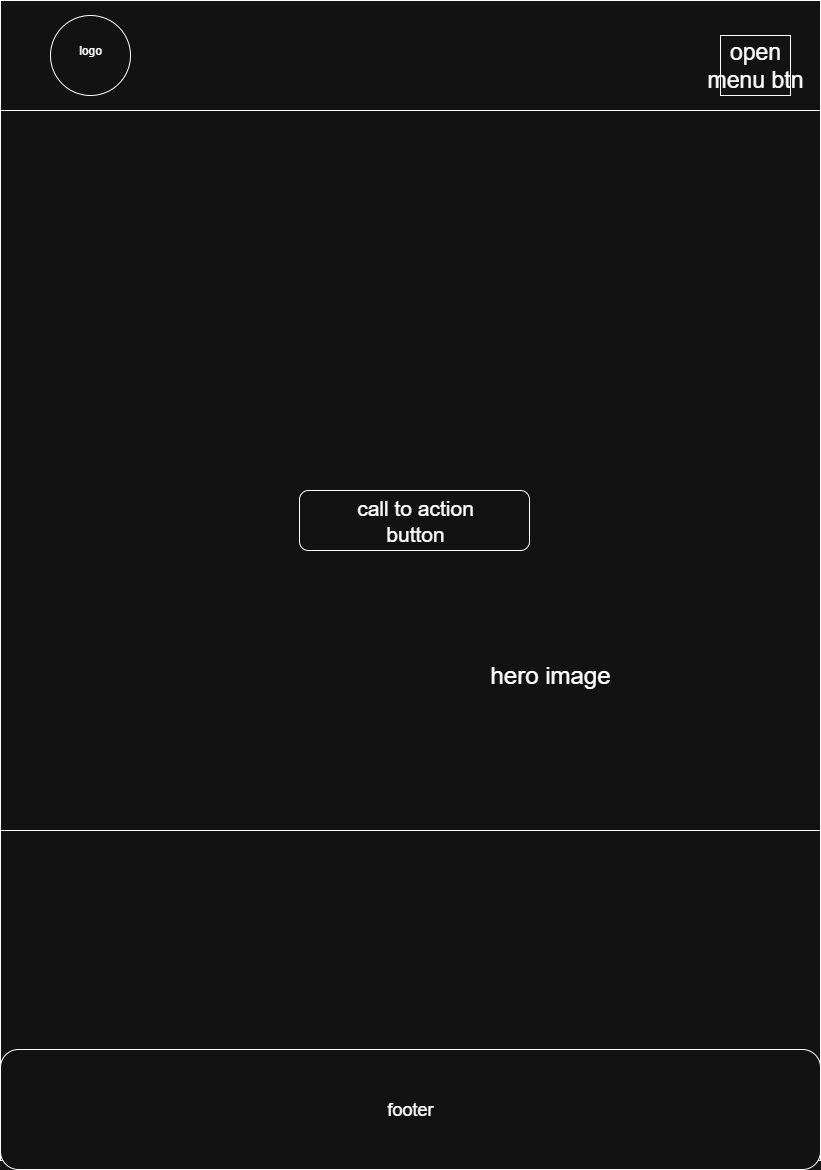 logo
open
menu btn
call to action
button
hero image
footer